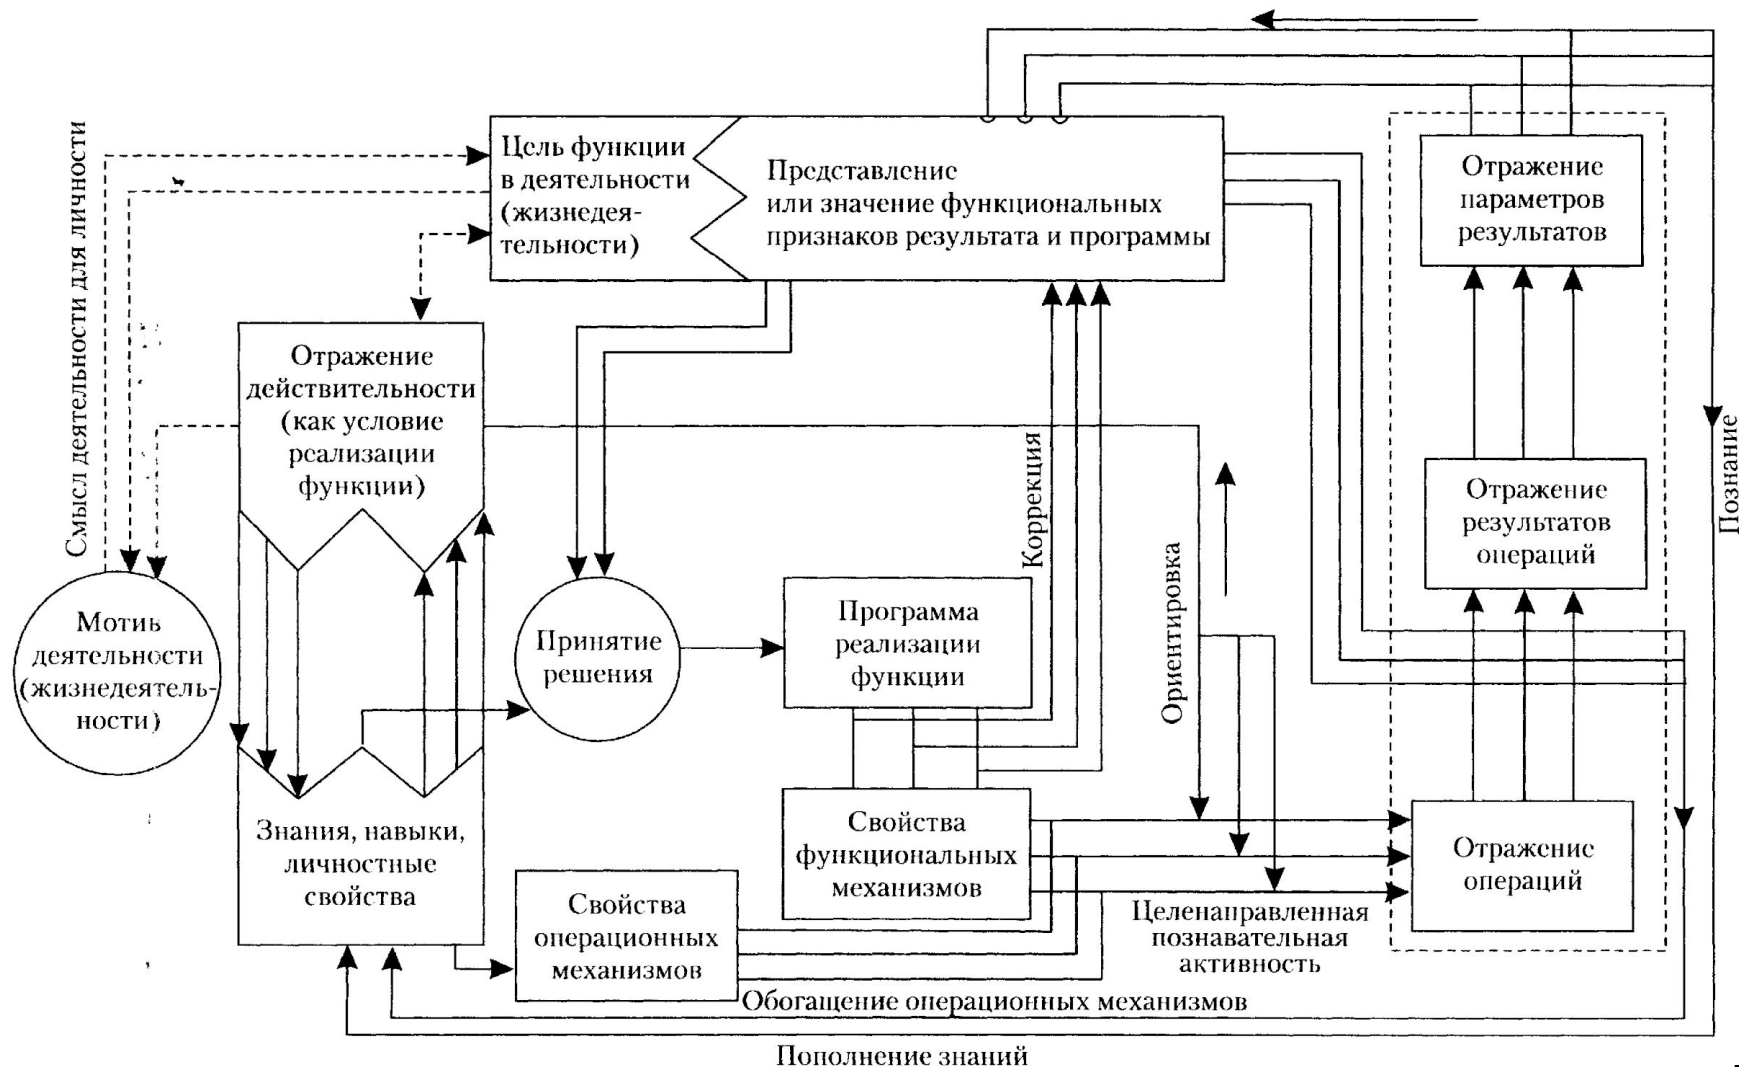 Смысл деятельности для личности
Цель функции
в деятельности
(жизнедея-
тельности)
Представление
или значение функциональных
признаков результата и программы
Отражение
параметров
результатов
Отражение
действительности
(как условие
реализации
функции)
Коррекция
Ориентировка
Отражение
результатов
операций
Познание
Мотив
деятельности
(жизнедеятель-
ности)
Принятие
решения
Программа
реализации
функции
Знания, навыки,
личностные
свойства
Свойства
операционных
механизмов
Свойства
функциональных
механизмов
Отражение
операций
Целенаправленная
познавательная
активность
Обогащение операционных механизмов
Пополнение знаний